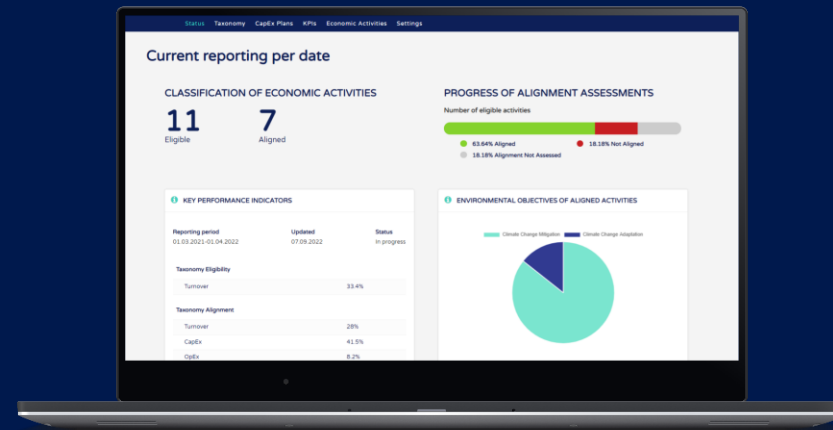 Status Taxonomy CapEx Plans KPIs Economic Activities Settings
Current reporting per date
CLASSIFICATION OF ECONOMIC ACTIVITIES
11 7
Eligible Aligned
PROGRESS OF ALIGNMENT ASSESSMENTS
Number of eligible activities
63.64% Aligned 18.18% Not Aligned
18.18% Alignment Not Assessed
KEY PERFORMANCE INDICATORS
Reporting period Updated Status
01.03.2021-01.04.2022 07.09.2022 In progress
Taxonomy Eligibility
Turnover 33.4%
Taxonomy Alignment
Turnover 28%
CapEx 41.5%
OpEx 8.2%
ENVIRONMENTAL OBJECTIVES OF ALIGNED ACTIVITIES
Climate Change Mitigation Climate Change Adaptation